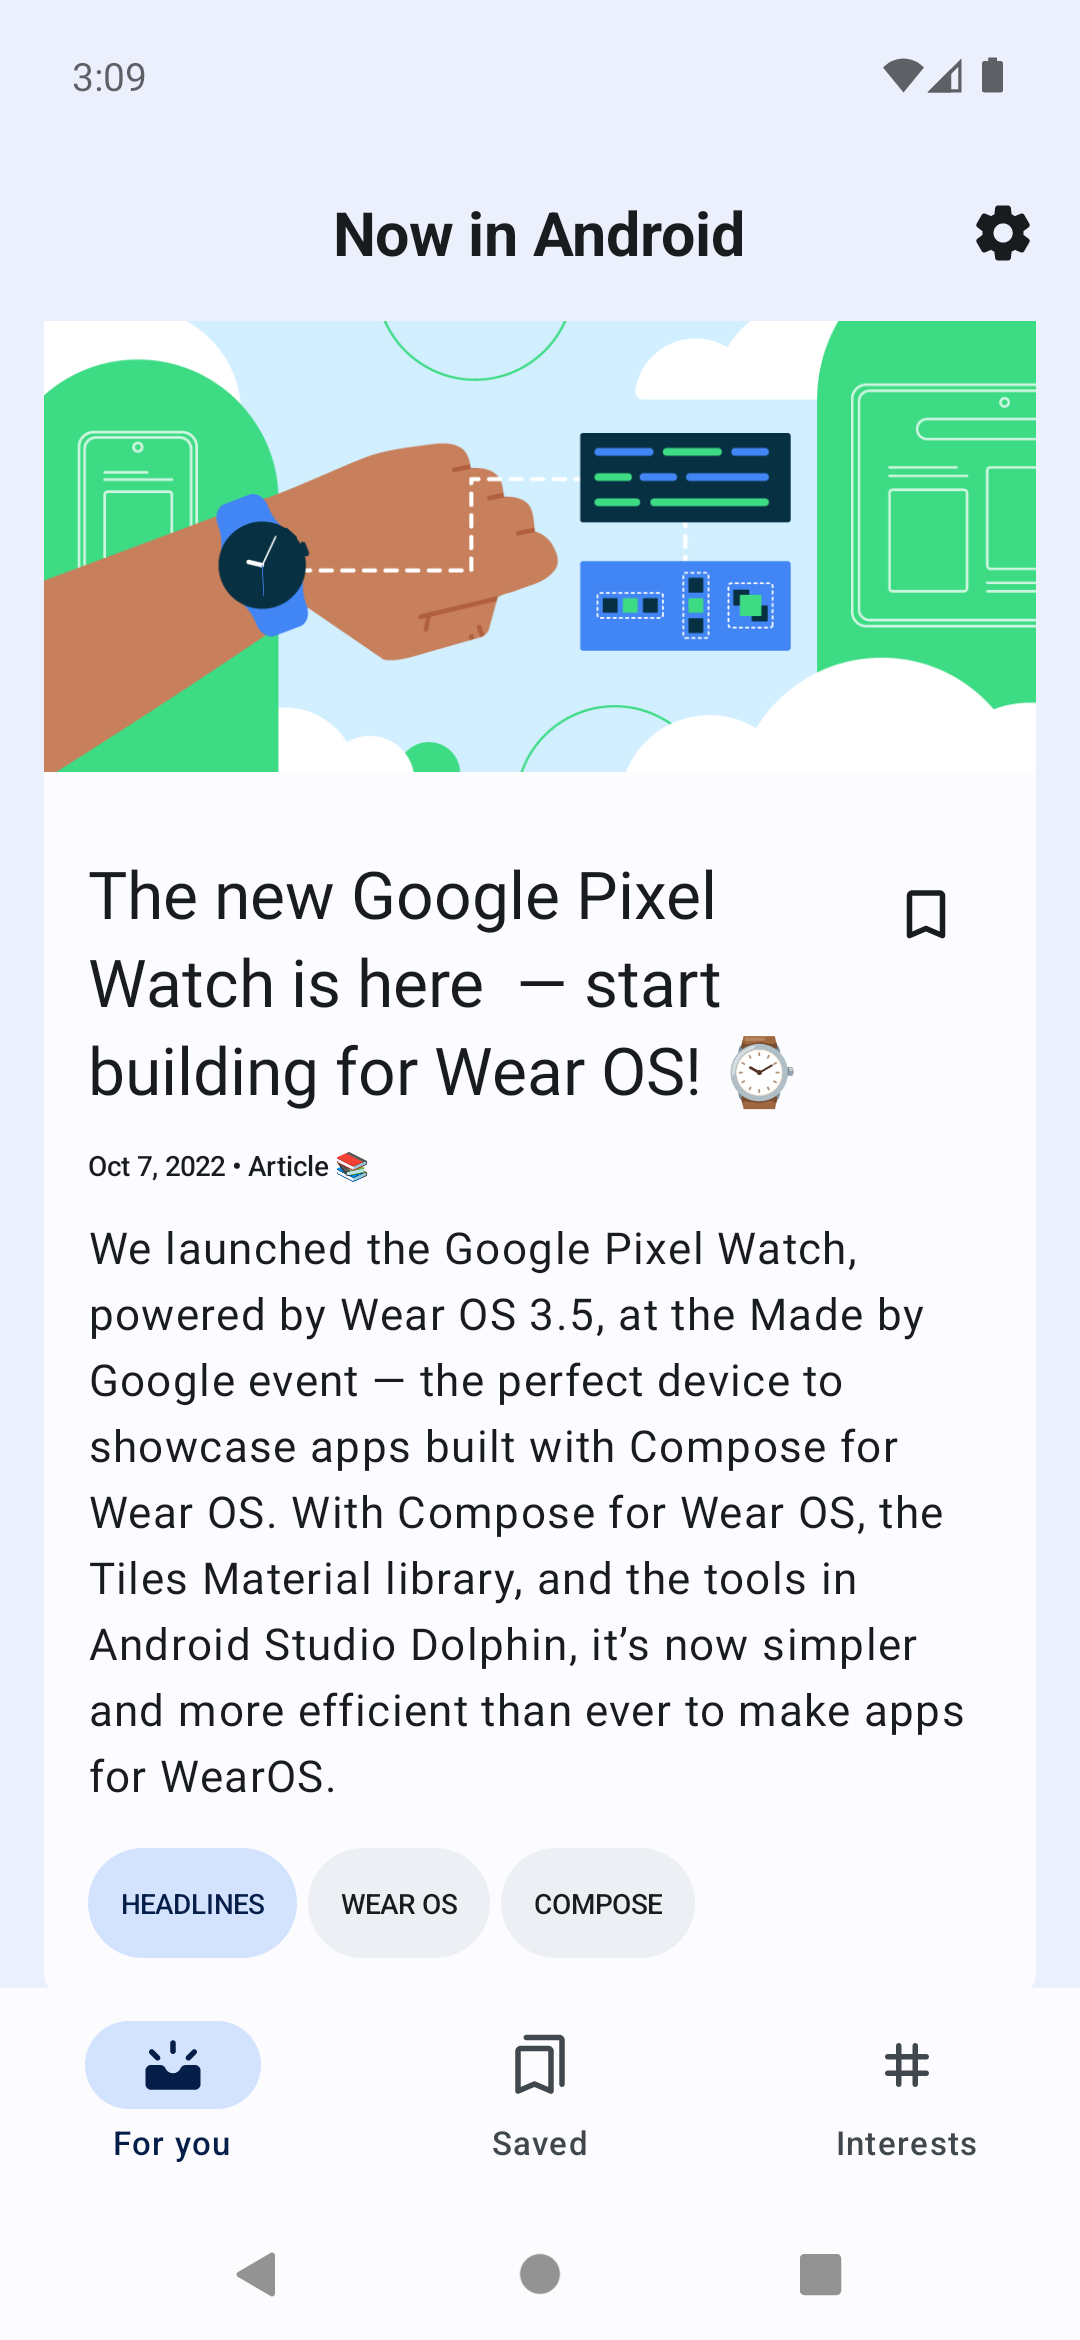 3:09
Now in Android
The new Google Pixel
Watch is here  — start
building for Wear OS! ⌚
Oct 7, 2022 • Article 📚
We launched the Google Pixel Watch,
powered by Wear OS 3.5, at the Made by
Google event — the perfect device to
showcase apps built with Compose for
Wear OS. With Compose for Wear OS, the
Tiles Material library, and the tools in
Android Studio Dolphin, it’s now simpler
and more efficient than ever to make apps
for WearOS.
HEADLINES WEAR OS COMPOSE
For you Saved Interests